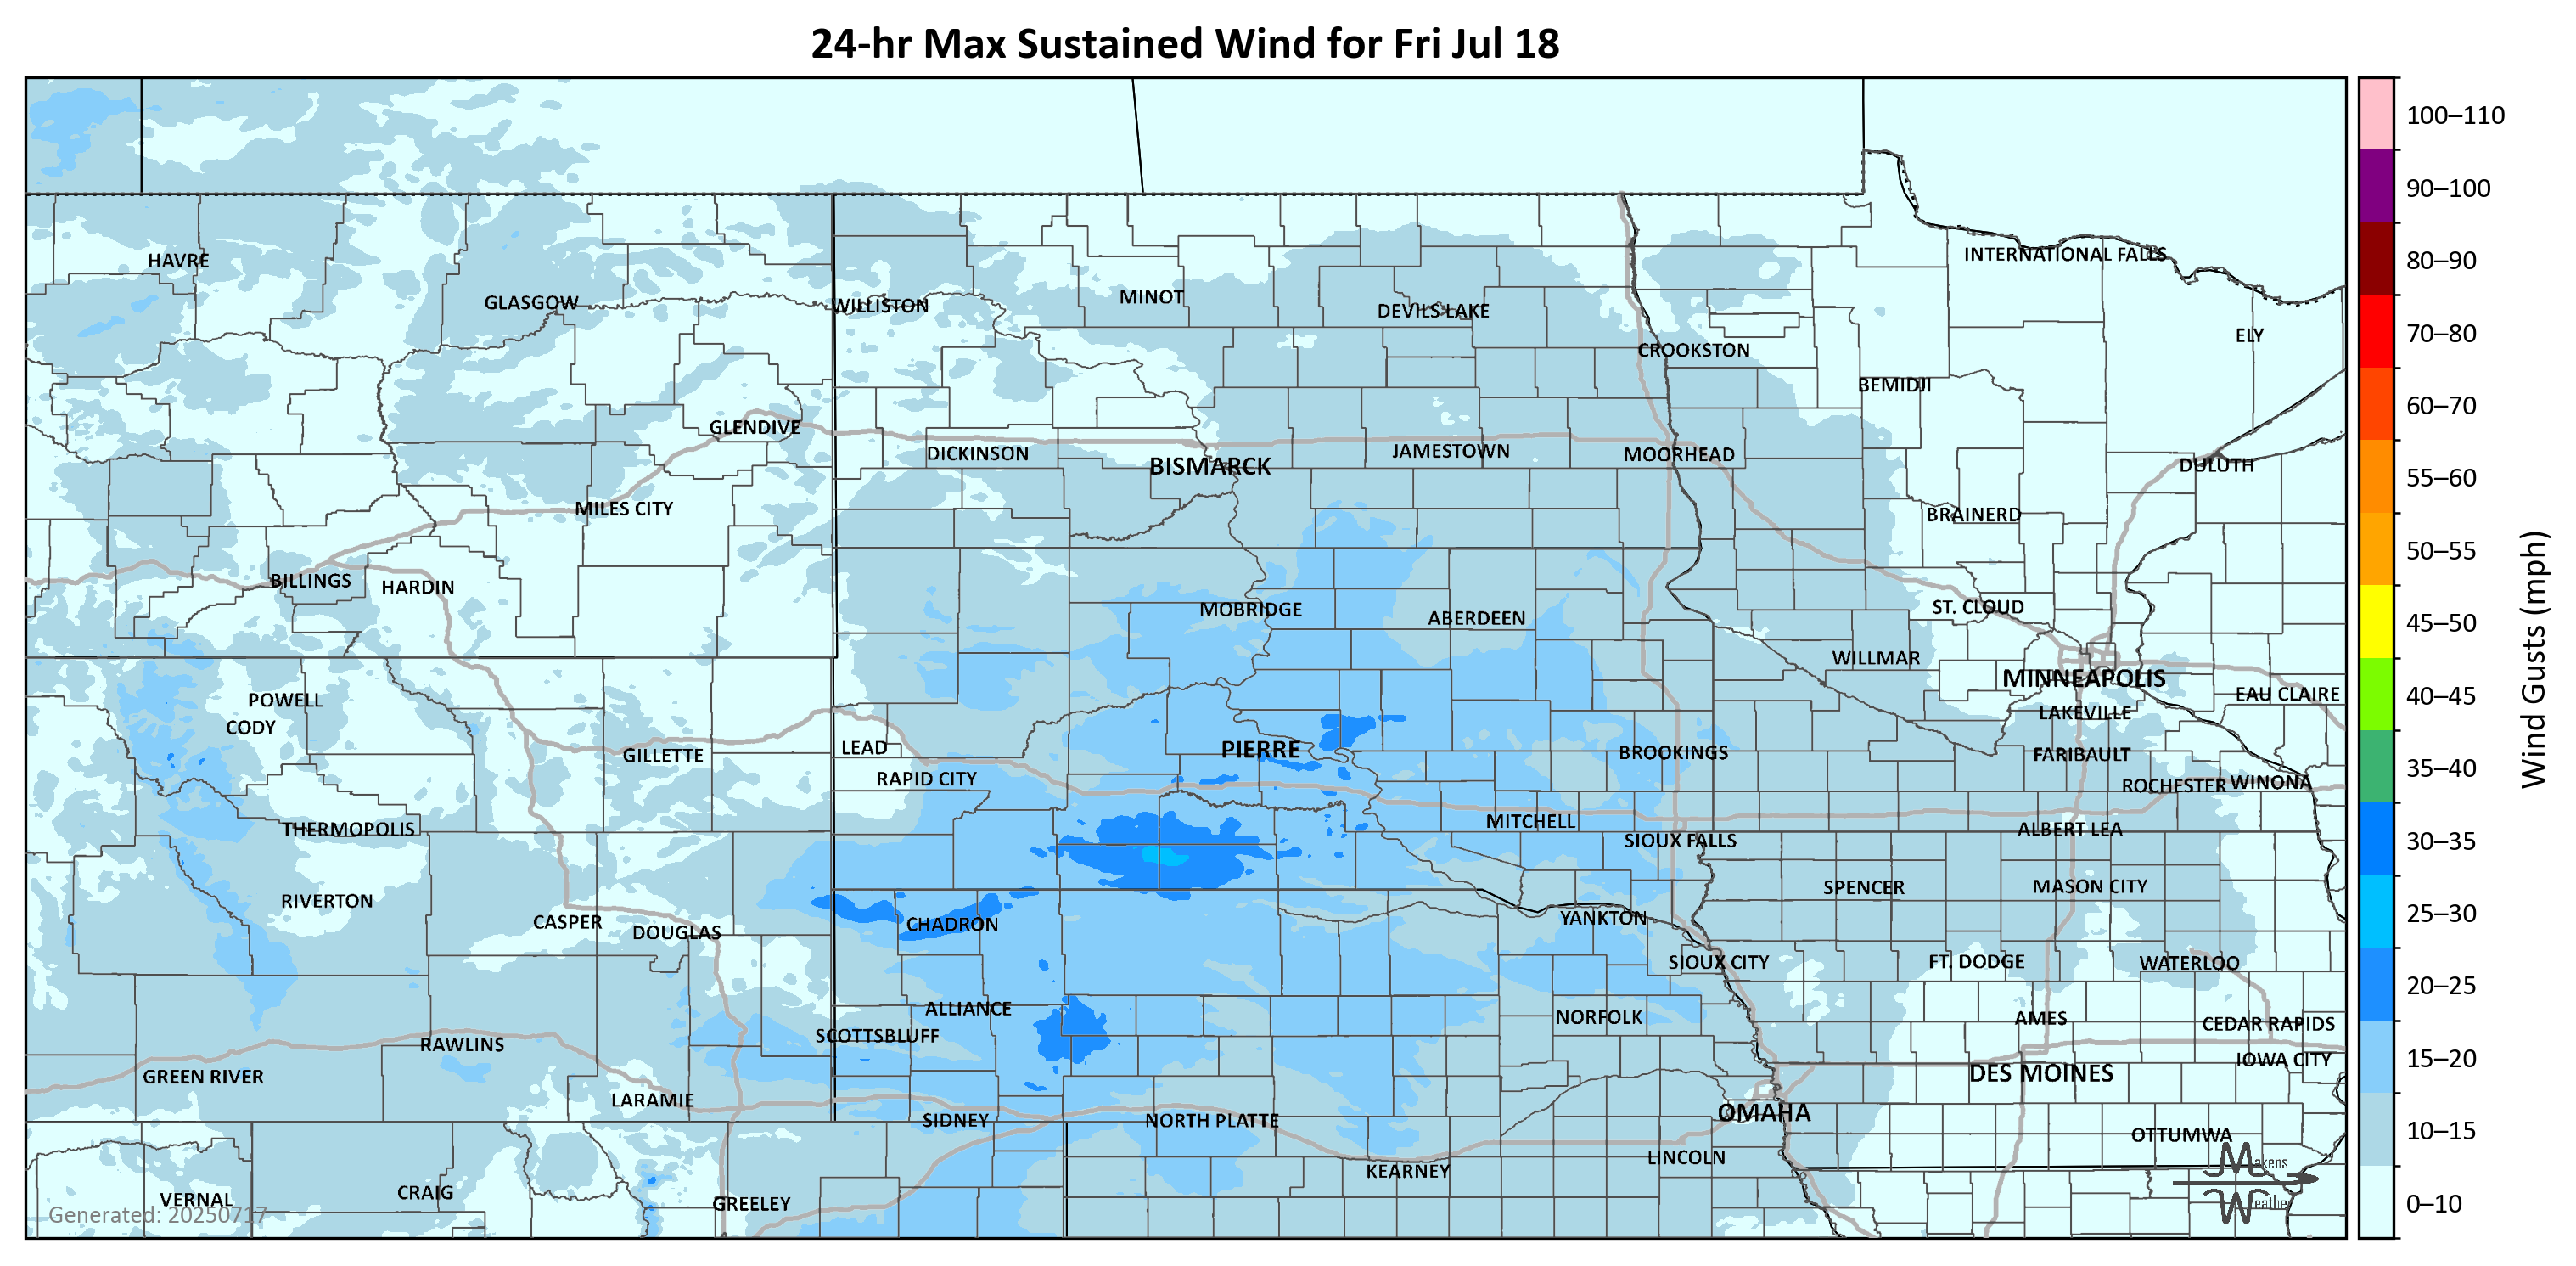 24-hr Max Sustained Wind for Fri Jul 18
100–110
90–100
80–90
70–80
60–70
55–60
50–55
45–50
40–45
35–40
30–35
25–30
20–25
15–20
10–15
0–10
Wind Gusts (mph)
HAVRE
INTERNATIONAL FALLS
GLASGOW
WILLISTON
MINOT
DEVILS LAKE
ELY
CROOKSTON
BEMIDJI
GLENDIVE
DICKINSON
BISMARCK
JAMESTOWN
MOORHEAD
DULUTH
MILES CITY
BRAINERD
BILLINGS
HARDIN
MOBRIDGE
ABERDEEN
ST. CLOUD
WILLMAR
MINNEAPOLIS
POWELL
EAU CLAIRE
CODY
LAKEVILLE
GILLETTE
LEAD
PIERRE
BROOKINGS
FARIBAULT
RAPID CITY
ROCHESTER
WINONA
THERMOPOLIS
MITCHELL
SIOUX FALLS
ALBERT LEA
RIVERTON
SPENCER
MASON CITY
CASPER
DOUGLAS
CHADRON
YANKTON
SIOUX CITY
FT. DODGE
WATERLOO
ALLIANCE
NORFOLK
AMES
CEDAR RAPIDS
SCOTTSBLUFF
RAWLINS
IOWA CITY
GREEN RIVER
DES MOINES
LARAMIE
SIDNEY
NORTH PLATTE
OMAHA
OTTUMWA
KEARNEY
LINCOLN
VERNAL
CRAIG
GREELEY
Generated: 20250717
Makens
Weather